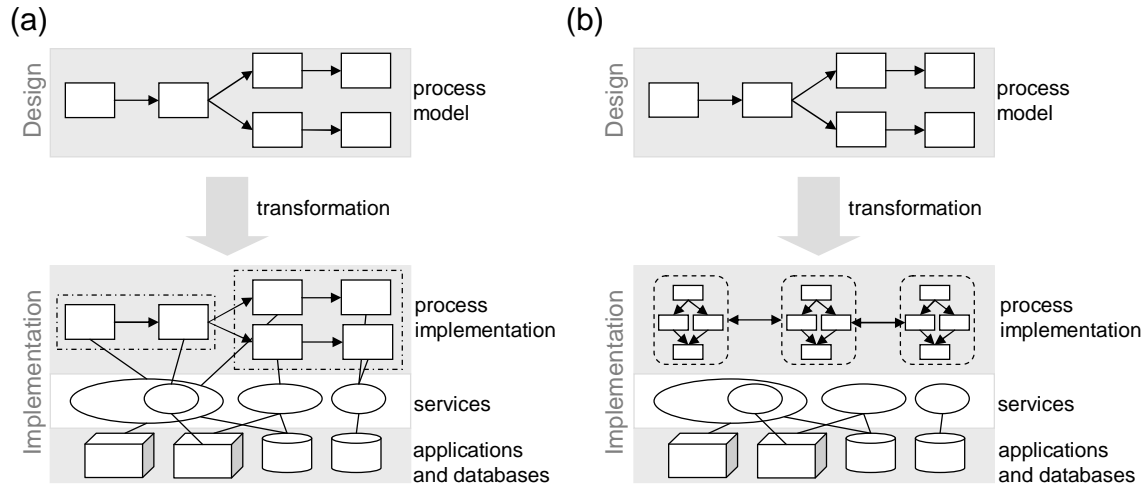 (a)
Design
process
model
transformation
Implementation
process
implementation
services
applications
and databases
(b)
Design
process
model
transformation
Implementation
process
implementation
services
applications
and databases